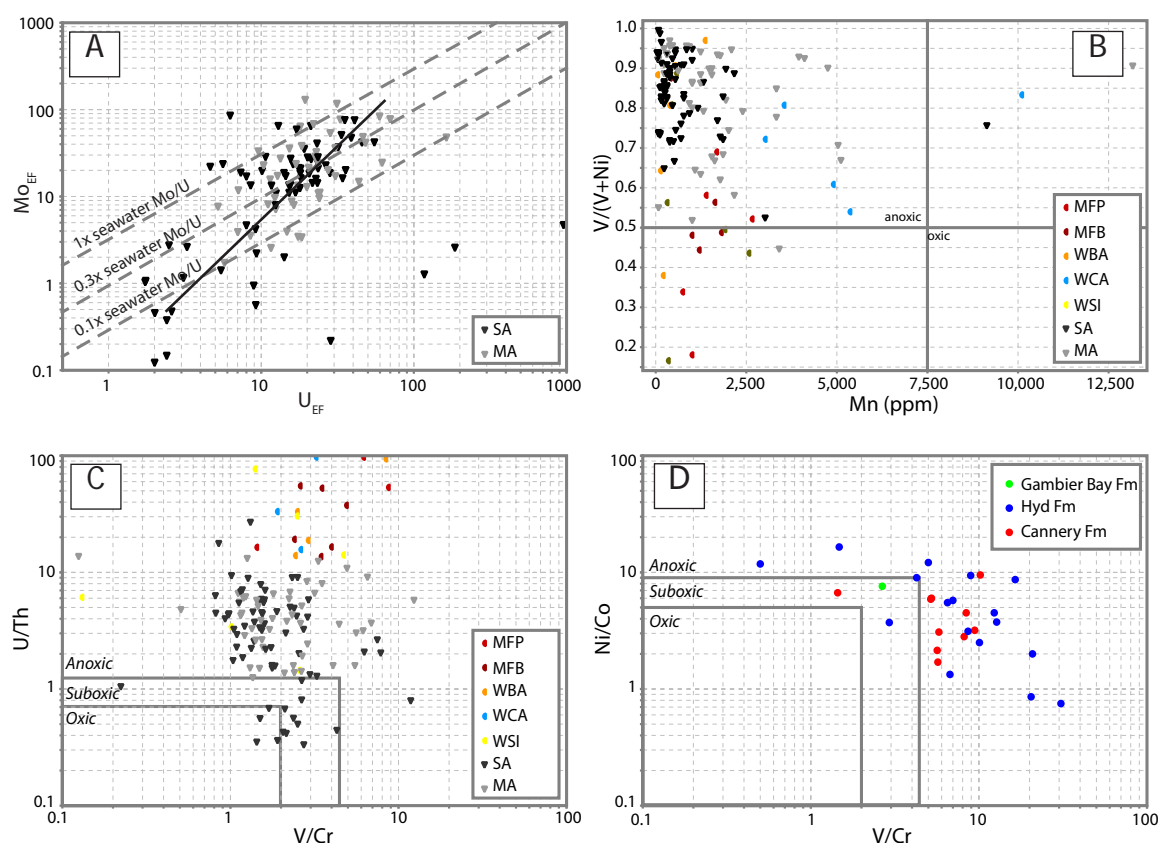 A
1000
100
10
1
0.1
Mo EF
1x seawater Mo/U
0.3x seawater Mo/U
0.1x seawater Mo/U
SA
MA
1
10
100
1000
U EF
B
1.0
0.9
0.8
0.7
0.6
0.5
0.4
0.3
0.2
V/(V+Ni)
anoxic
oxic
MFP
MFB
WBA
WCA
WSI
SA
MA
0
2,500
5,000
7,500
10,000
12,500
Mn (ppm)
C
100
10
1
0.1
U/Th
Anoxic
Suboxic
Oxic
MFP
MFB
WBA
WCA
WSI
SA
MA
0.1
1
10
100
V/Cr
D
100
10
1
0.1
Ni/Co
Anoxic
Suboxic
Oxic
Gambier Bay Fm
Hyd Fm
Cannery Fm
0.1
1
10
100
V/Cr